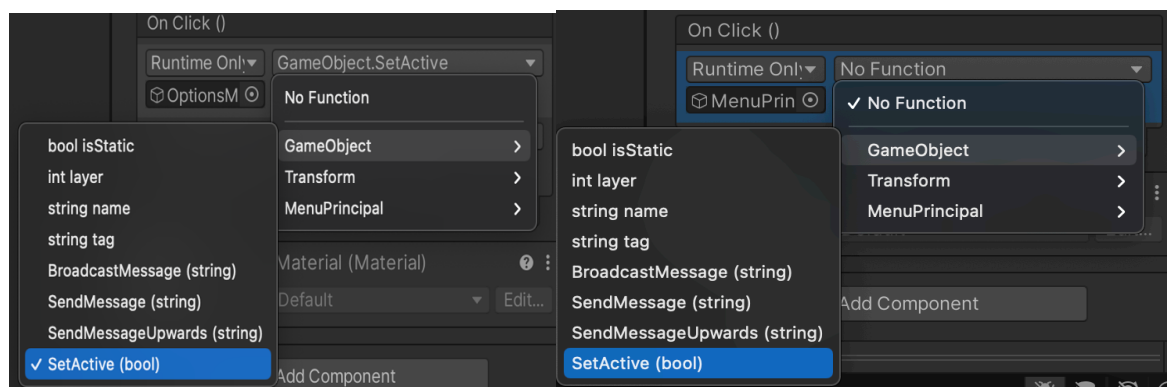 On Click ()
Runtime Only GameObject.SetActive
OptionsM
No Function
GameObject
Transform
MenuPrincipal
bool isStatic
int layer
string name
string tag
BroadcastMessage (string)
SendMessage (string)
SendMessageUpwards (string)
SetActive (bool)
Material (Material)
Default
Edit...
Add Component
On Click ()
Runtime Only No Function
MenuPrin
No Function
GameObject
Transform
MenuPrincipal
bool isStatic
int layer
string name
string tag
BroadcastMessage (string)
SendMessage (string)
SendMessageUpwards (string)
SetActive (bool)
Add Component